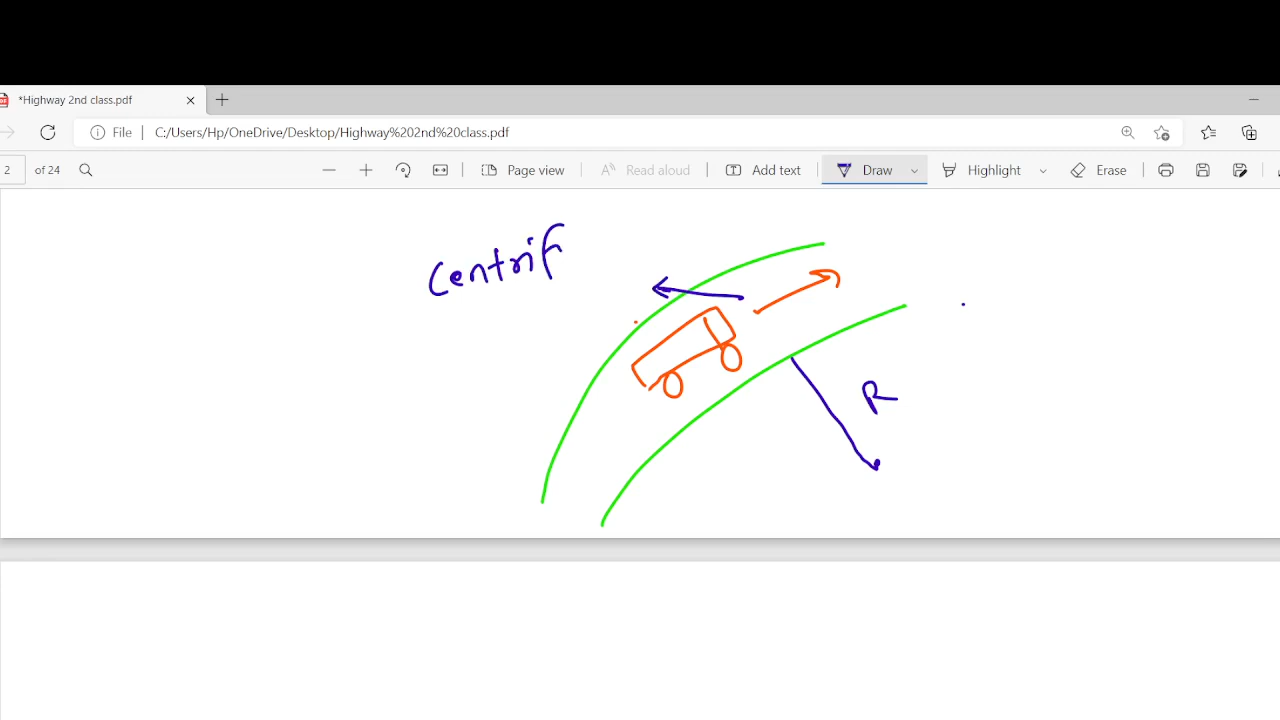 *Highway 2nd class.pdf
File
C:/Users/Hp/OneDrive/Desktop/Highway%202nd%20class.pdf
2 of 24
Page view
Read aloud
Add text
Draw
Highlight
Erase
Centrif
R